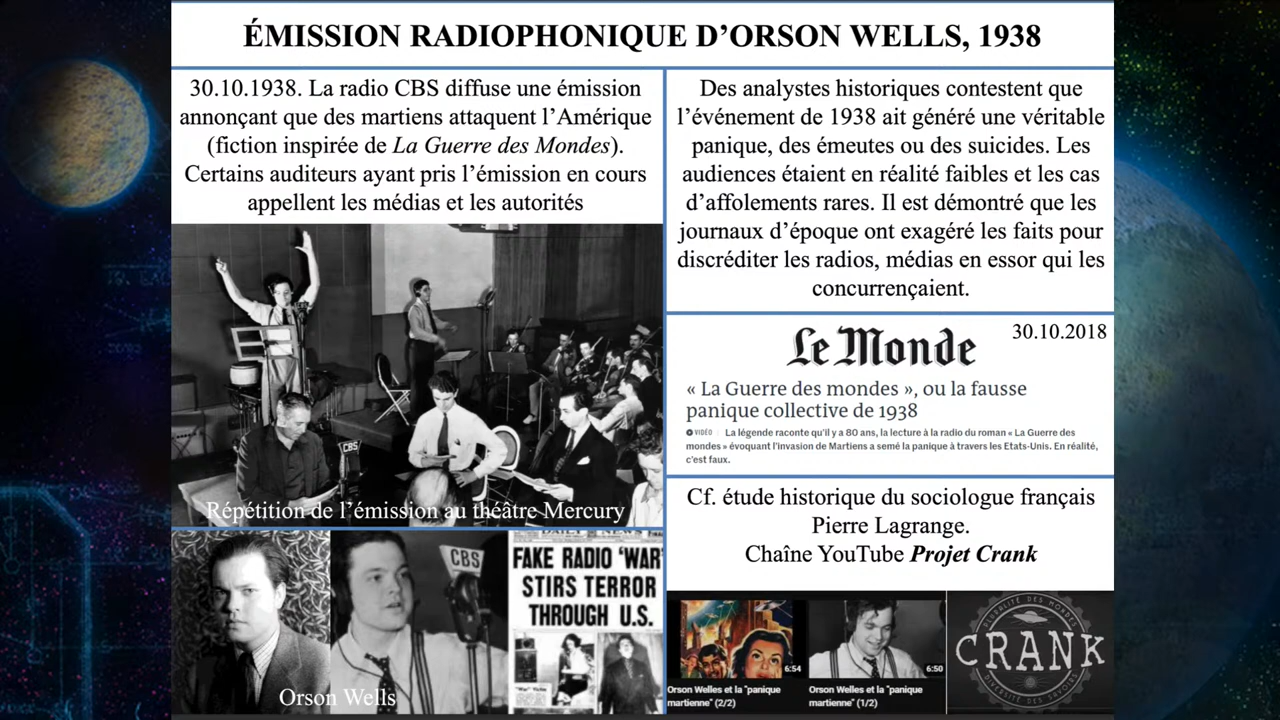 ÉMISSION RADIOPHONIQUE D’ORSON WELLS, 1938
30.10.1938. La radio CBS diffuse une émission
annonçant que des martiens attaquent l’Amérique
(fiction inspirée de La Guerre des Mondes).
Certains auditeurs ayant pris l’émission en cours
appellent les médias et les autorités
CBS
Répétition de l’émission au théâtre Mercury
Orson Wells
CBS
DAILY NEWS
FAKE RADIO ‘WAR’
STIRS TERROR
THROUGH U.S.
Des analystes historiques contestent que
l’événement de 1938 ait généré une véritable
panique, des émeutes ou des suicides. Les
audiences étaient en réalité faibles et les cas
d’affolements rares. Il est démontré que les
journaux d’époque ont exagéré les faits pour
discréditer les radios, médias en essor qui les
concurrençaient.
Le Monde
30.10.2018
« La Guerre des mondes », ou la fausse
panique collective de 1938
VIDÉO La légende raconte qu’il y a 80 ans, la lecture à la radio du roman « La Guerre des
mondes » évoquant l’invasion de Martiens a semé la panique à travers les Etats-Unis. En réalité,
c’est faux.
Cf. étude historique du sociologue français
Pierre Lagrange.
Chaîne YouTube Projet Crank
6:54
Orson Welles et la "panique
martienne" (2/2)
6:50
Orson Welles et la "panique
martienne" (1/2)
PLURALITÉ DES MONDES
CRANK
DIVERSITÉ DES SAVOIRS